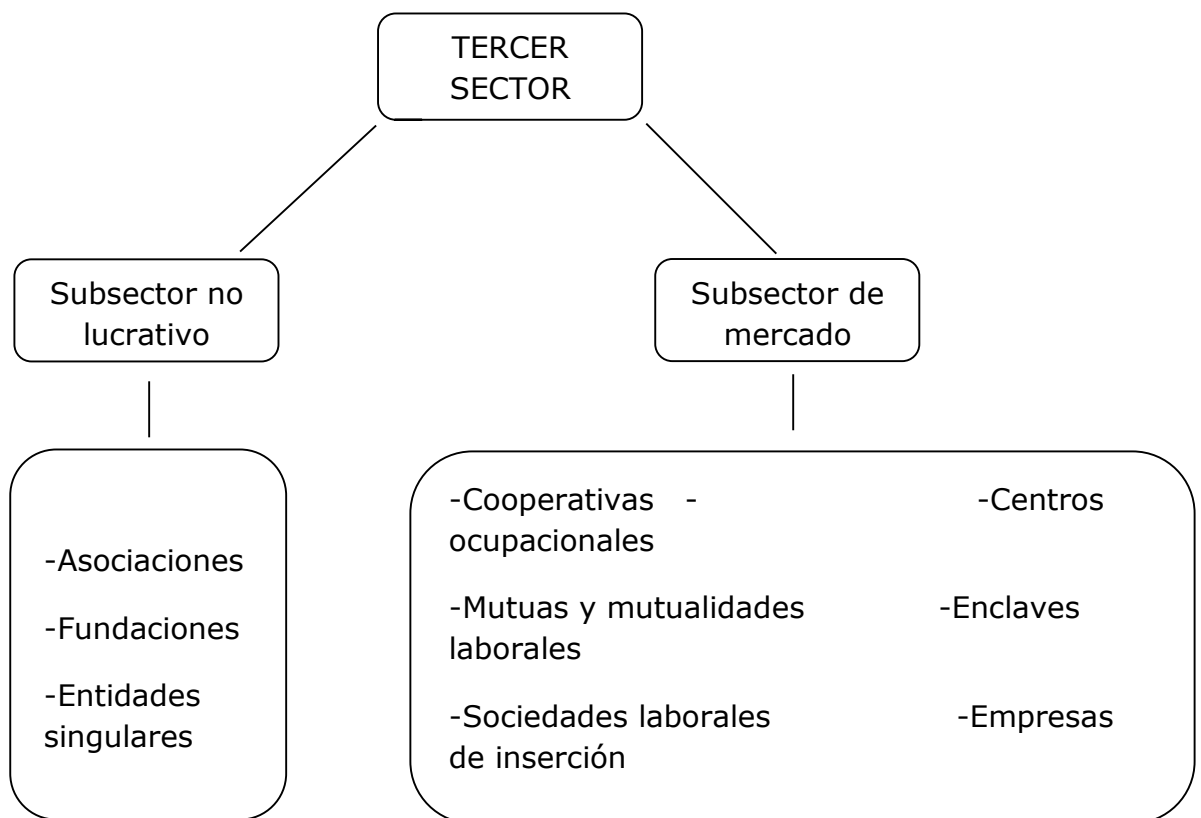 TERCER
SECTOR
Subsector no
lucrativo
Subsector de
mercado
-Asociaciones
-Fundaciones
-Entidades
singulares
-Cooperativas - -Centros
ocupacionales
-Mutuas y mutualidades -Enclaves
laborales
-Sociedades laborales -Empresas
de inserción